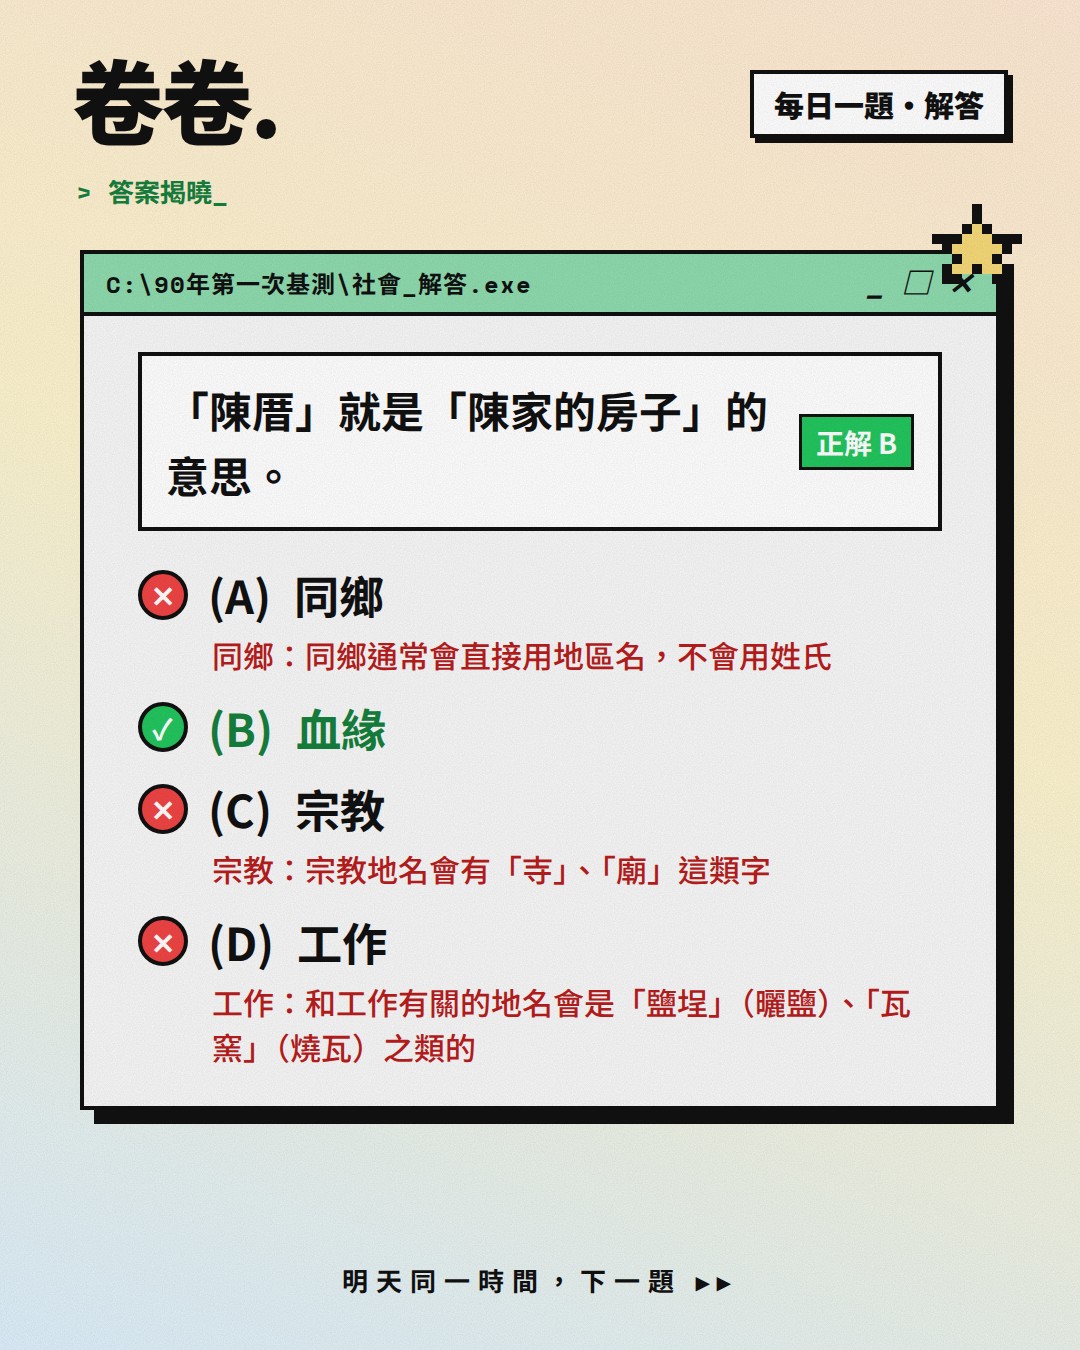 卷卷.
每日一題・解答
> 答案揭曉_
C:\90年第一次基測\社會_解答.exe
_ □ ×
「陳厝」就是「陳家的房子」的
意思。
正解 B
× (A) 同鄉
同鄉：同鄉通常會直接用地區名，不會用姓氏
✓ (B) 血緣
× (C) 宗教
宗教：宗教地名會有「寺」、「廟」這類字
× (D) 工作
工作：和工作有關的地名會是「鹽埕」（曬鹽）、「瓦
窯」（燒瓦）之類的
明天同一時間，下一題 ▸▸